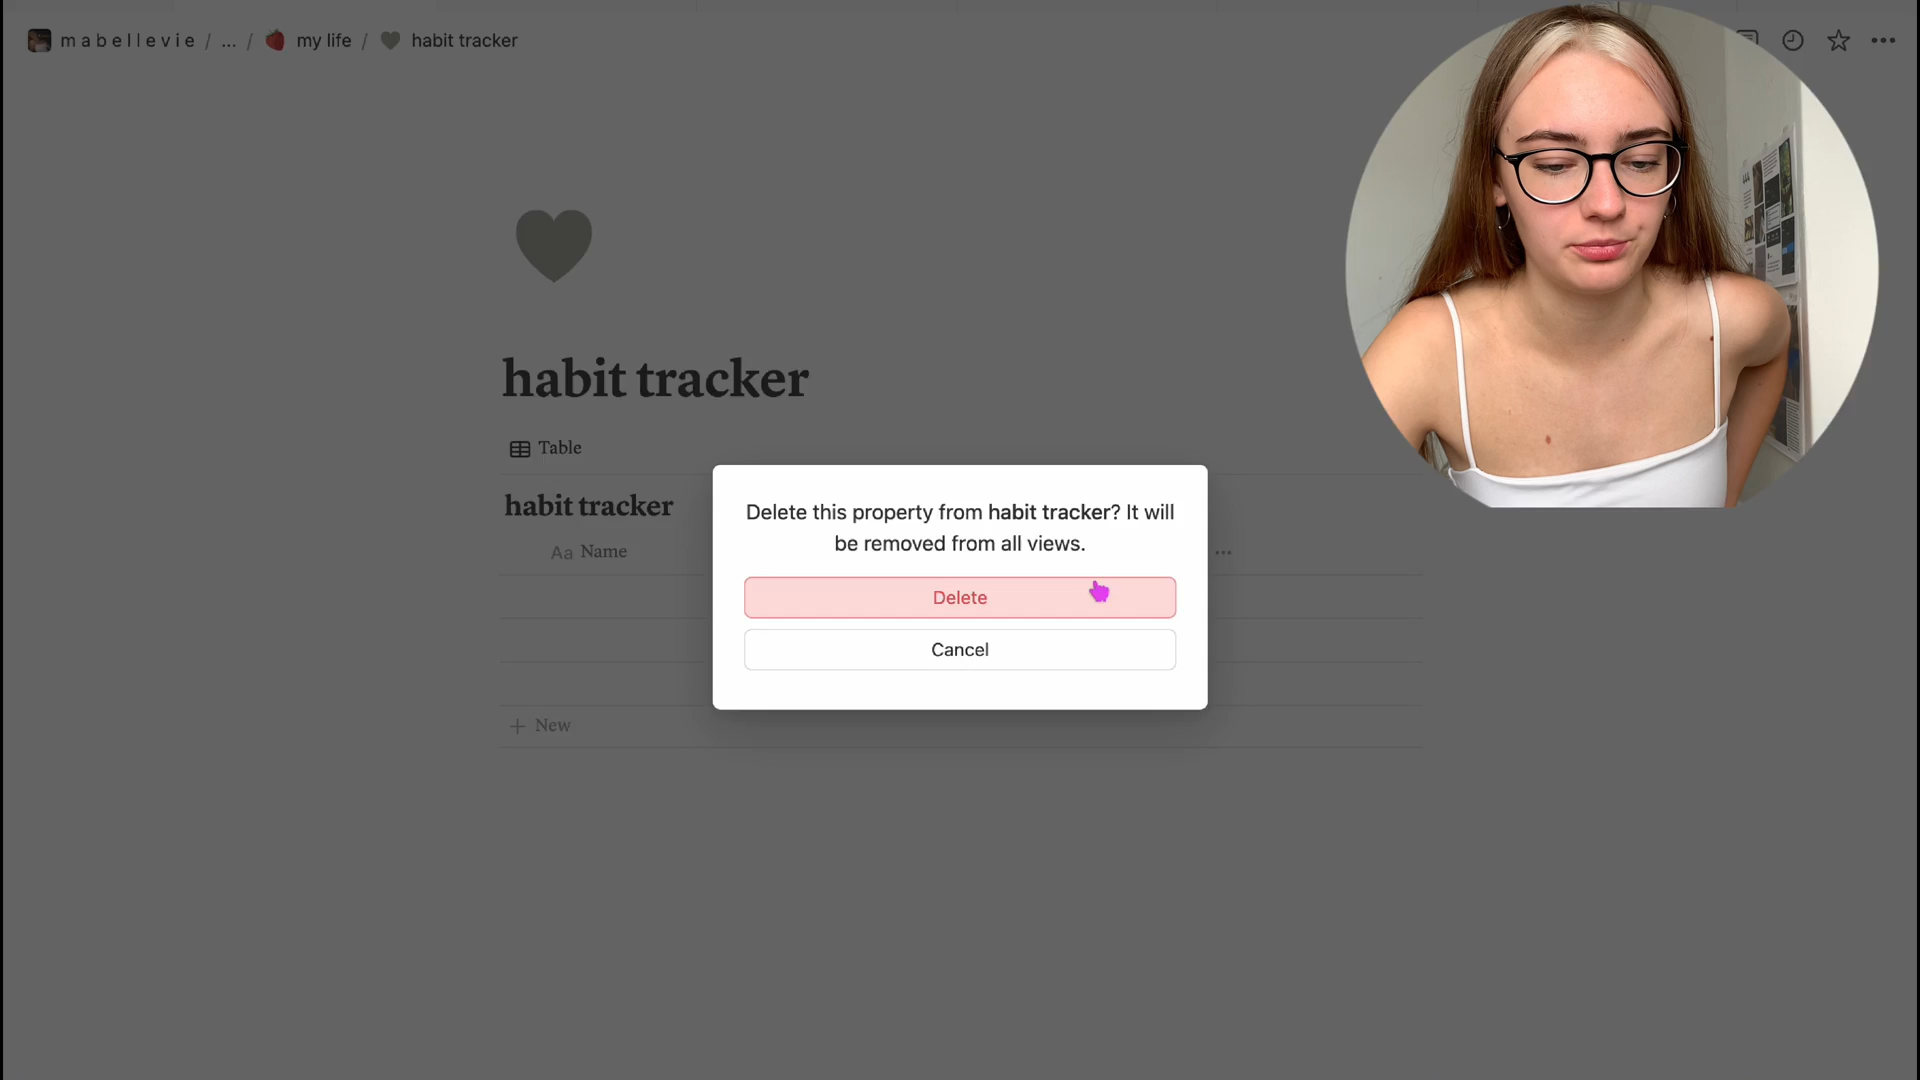 mabellevie / ... / my life / habit tracker
habit tracker
Table
habit tracker
Aa Name
Delete this property from habit tracker? It will
be removed from all views.
Delete
Cancel
+ New